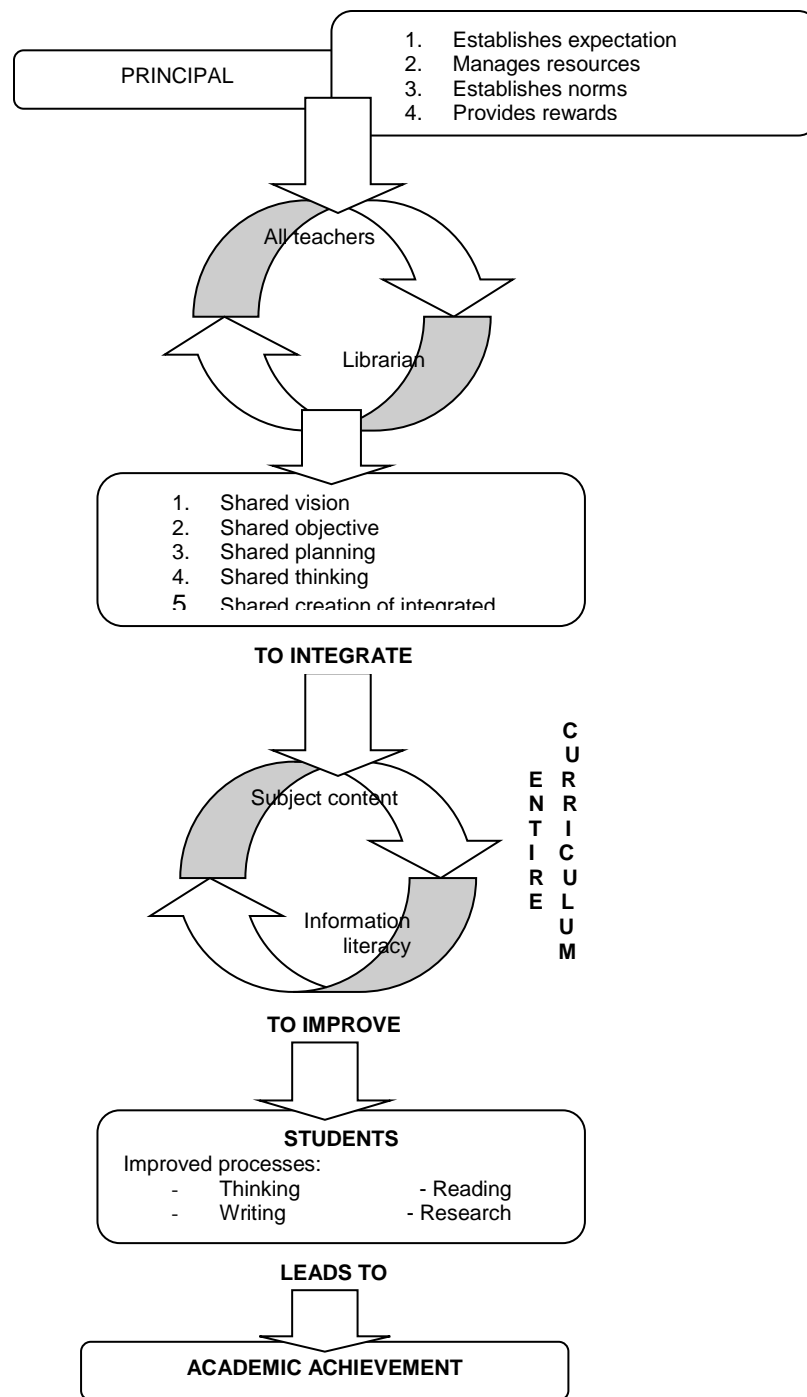 PRINCIPAL
1. Establishes expectation
2. Manages resources
3. Establishes norms
4. Provides rewards
All teachers
Librarian
1. Shared vision
2. Shared objective
3. Shared planning
4. Shared thinking
5 Shared creation of integrated
TO INTEGRATE
Subject content
Information
literacy
ENTIRE
CURRICULUM
TO IMPROVE
STUDENTS
Improved processes:
- Thinking - Reading
- Writing - Research
LEADS TO
ACADEMIC ACHIEVEMENT